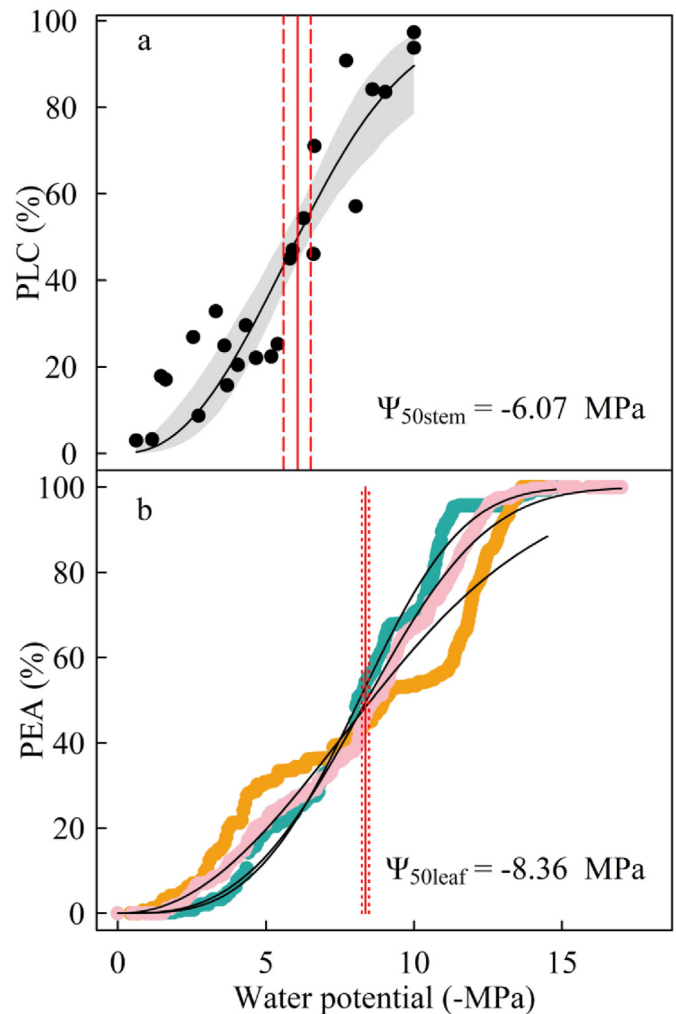 100
a
80
60
PLC (%)
40
20
0
Ψ50stem = -6.07 MPa
100
b
80
60
PEA (%)
40
20
0
Ψ50leaf = -8.36 MPa
0 5 10 15
Water potential (-MPa)